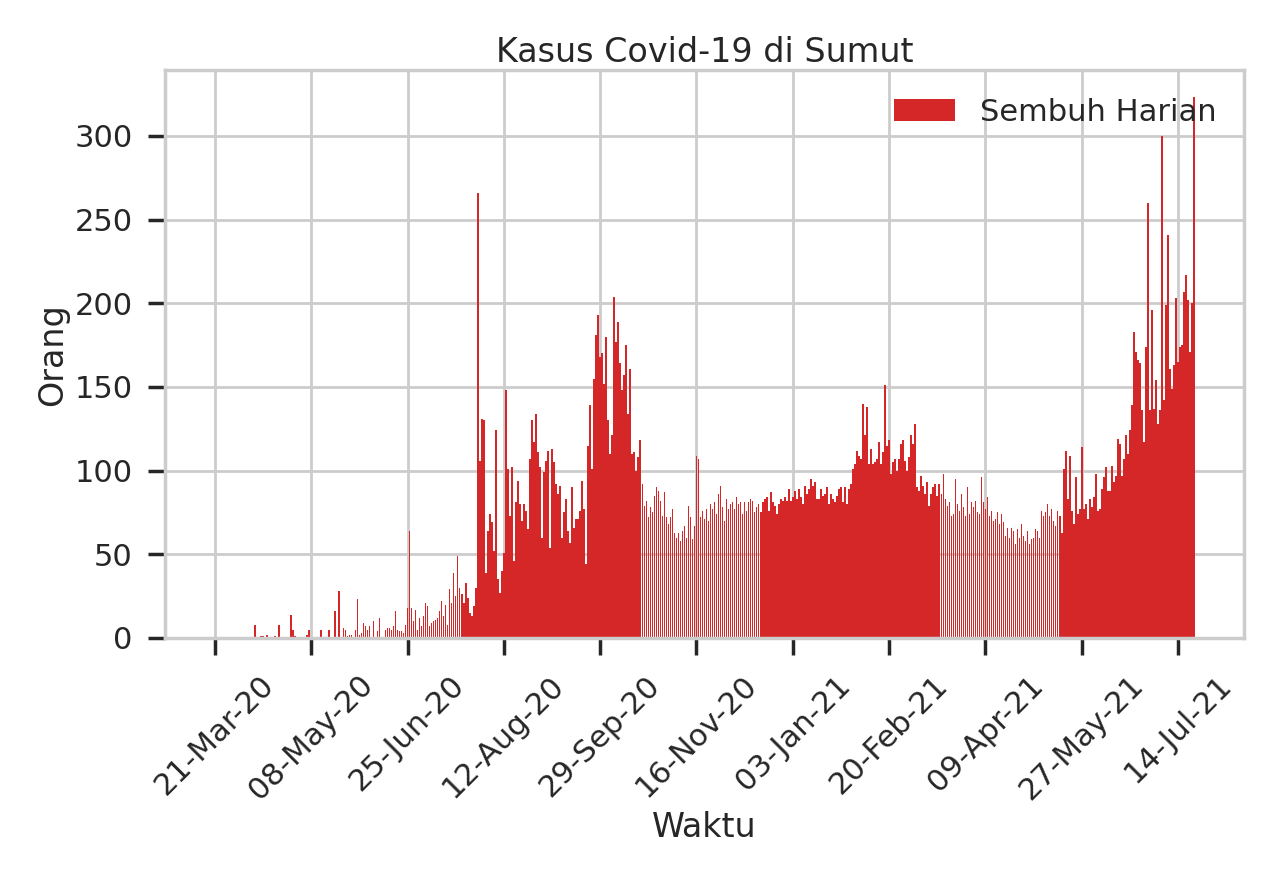 Kasus Covid-19 di Sumut
Sembuh Harian
300
250
200
150
100
50
0
Orang
21-Mar-20
08-May-20
25-Jun-20
12-Aug-20
29-Sep-20
16-Nov-20
03-Jan-21
20-Feb-21
09-Apr-21
27-May-21
14-Jul-21
Waktu